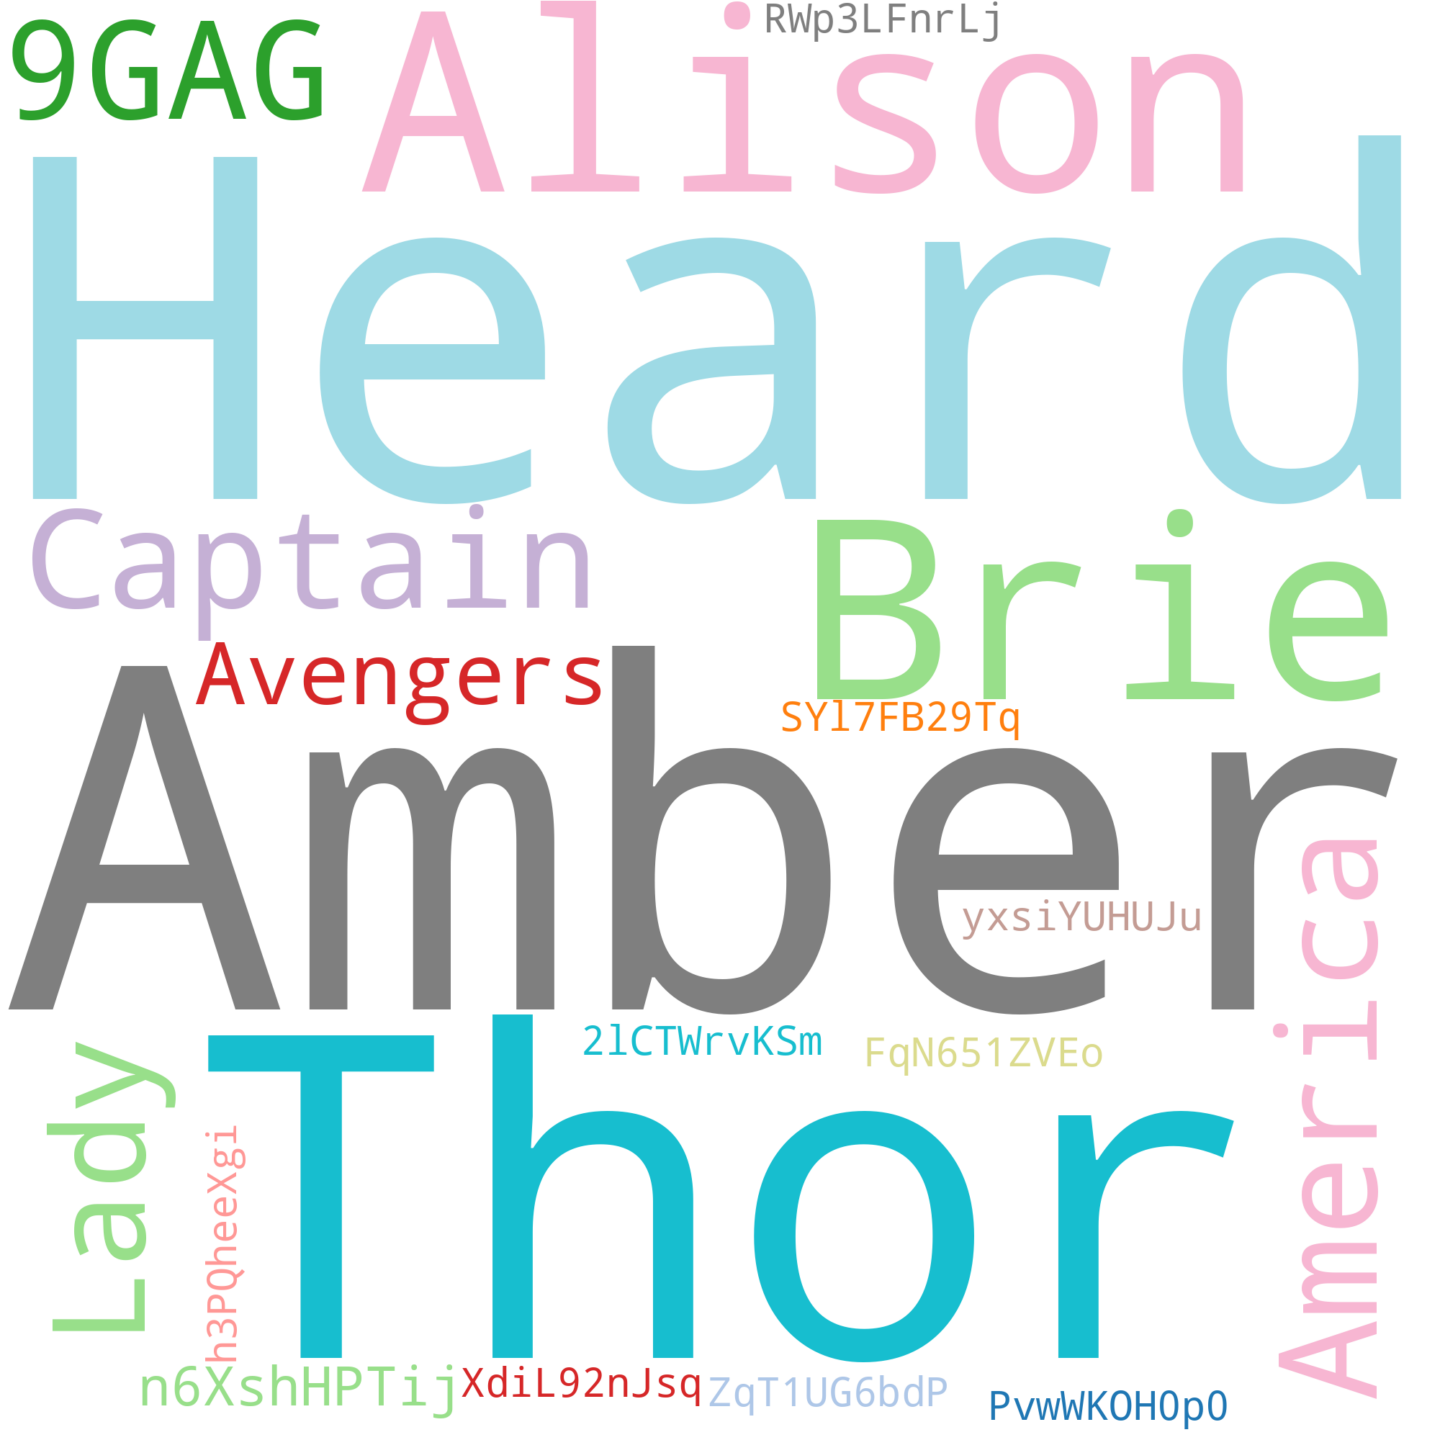 RWp3LFnrLj
9GAG
Alison
Heard
Captain
Brie
Avengers
SYl7FB29Tq
Amber
yxsiYUHUJu
America
2lCTWrvKSm
FqN651ZVEo
Lady
Thor
h3PQheeXgi
n6XshHPTij
XdiL92nJsq
ZqT1UG6bdP
PvwWKOH0p0